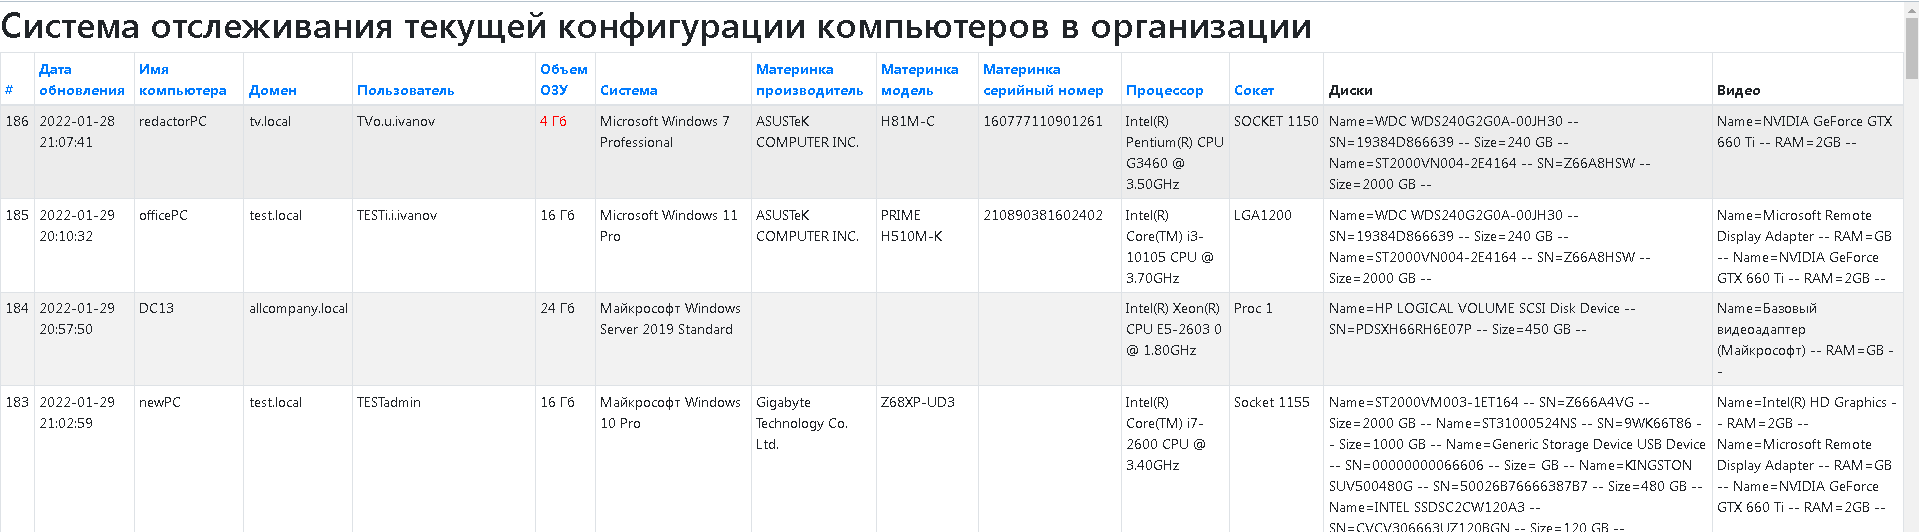 Система отслеживания текущей конфигурации компьютеров в организации
#
Дата
обновления
Имя
компьютера
Домен
Пользователь
Объем
ОЗУ
Система
Материнка
производитель
Материнка
модель
Материнка
серийный номер
Процессор
Сокет
Диски
Видео
186
2022-01-28
21:07:41
redactorPC
tv.local
TVo.u.ivanov
4 Гб
Microsoft Windows 7
Professional
ASUSTeK
COMPUTER INC.
H81M-C
160777110901261
Intel(R)
Pentium(R) CPU
G3460 @
3.50GHz
SOCKET 1150
Name=WDC WDS240G2G0A-00JH30 --
SN=19384D866639 -- Size=240 GB --
Name=ST2000VN004-2E4164 -- SN=Z66A8HSW --
Size=2000 GB --
Name=NVIDIA GeForce GTX
660 Ti -- RAM=2GB --
185
2022-01-29
20:10:32
officePC
test.local
TESTi.i.ivanov
16 Гб
Microsoft Windows 11
Pro
ASUSTeK
COMPUTER INC.
PRIME
H510M-K
210890381602402
Intel(R)
Core(TM) i3-
10105 CPU @
3.70GHz
LGA1200
Name=WDC WDS240G2G0A-00JH30 --
SN=19384D866639 -- Size=240 GB --
Name=ST2000VN004-2E4164 -- SN=Z66A8HSW --
Size=2000 GB --
Name=Microsoft Remote
Display Adapter -- RAM=GB
-- Name=NVIDIA GeForce
GTX 660 Ti -- RAM=2GB --
184
2022-01-29
20:57:50
DC13
allcompany.local
24 Гб
Майкрософт Windows
Server 2019 Standard
Intel(R) Xeon(R)
CPU E5-2603 0
@ 1.80GHz
Proc 1
Name=HP LOGICAL VOLUME SCSI Disk Device --
SN=PDSXH66RH6E07P -- Size=450 GB --
Name=Базовый
видеоадаптер
(Майкрософт) -- RAM=GB -
-
183
2022-01-29
21:02:59
newPC
test.local
TESTadmin
16 Гб
Майкрософт Windows
10 Pro
Gigabyte
Technology Co.
Ltd.
Z68XP-UD3
Intel(R)
Core(TM) i7-
2600 CPU @
3.40GHz
Socket 1155
Name=ST2000VM003-1ET164 -- SN=Z666A4VG --
Size=2000 GB -- Name=ST31000524NS -- SN=9WK66T86 -
- Size=1000 GB -- Name=Generic Storage Device USB Device
-- SN=00000000066606 -- Size= GB -- Name=KINGSTON
SUV500480G -- SN=50026B76666387B7 -- Size=480 GB --
Name=INTEL SSDSC2CW120A3 --
SN=CVCV306663UZ120BGN -- Size=120 GB --
Name=Intel(R) HD Graphics -
- RAM=2GB --
Name=Microsoft Remote
Display Adapter -- RAM=GB
-- Name=NVIDIA GeForce
GTX 660 Ti -- RAM=2GB --